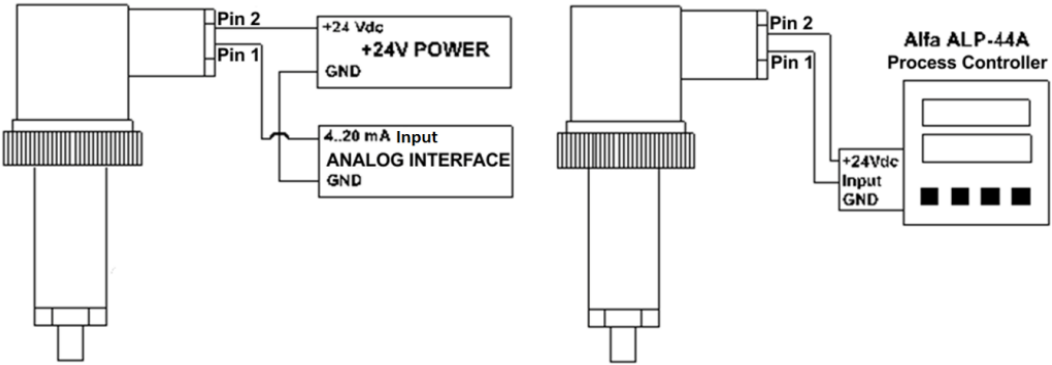 Pin 2
+24 Vdc
+24V POWER
Pin 1
GND
4..20 mA Input
ANALOG INTERFACE
GND
Pin 2
Pin 1
Alfa ALP-44A
Process Controller
+24Vdc
Input
GND